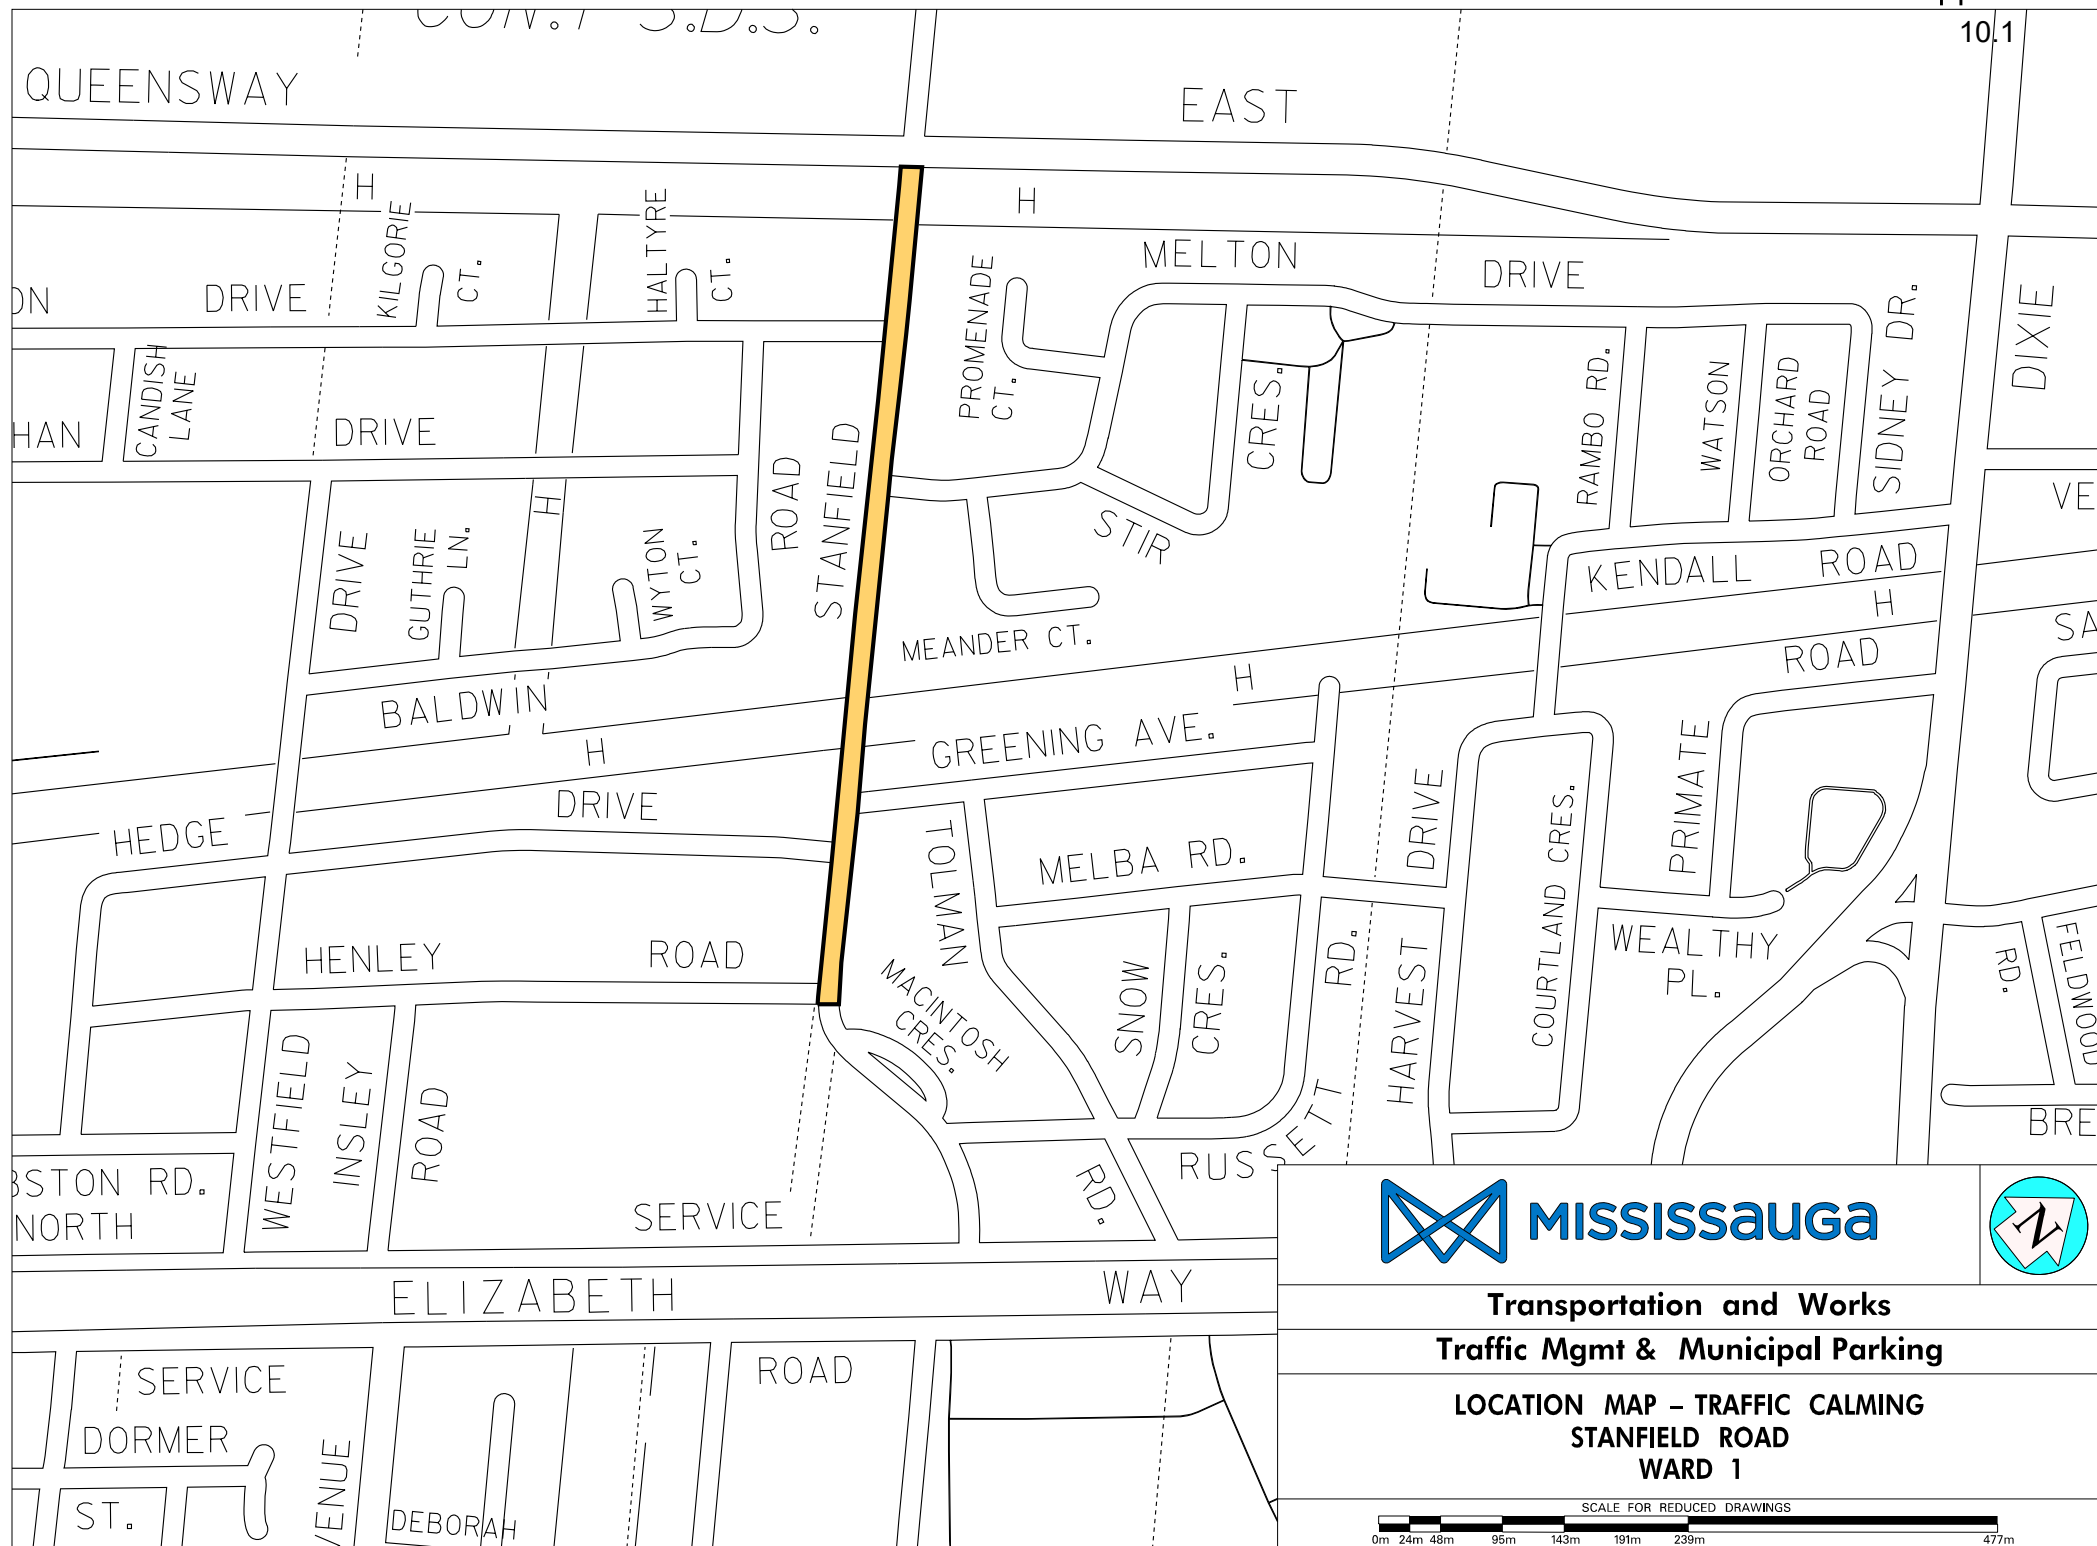 10.1
CON. 1 S.D.S.
QUEENSWAY EAST
H
KILGORIE CT.
HALTYRE CT.
H
DRIVE
PROMENADE CT.
MELTON DRIVE
SIDNEY DR.
DIXIE
CANDISH LANE
DRIVE
ROAD
STANFIELD
CRES.
RAMBO RD.
WATSON
ORCHARD ROAD
STIR
H
DRIVE
GUTHRIE LN.
WYTON CT.
KENDALL ROAD
H
MEANDER CT.
ROAD
H
BALDWIN
GREENING AVE.
H
HEDGE DRIVE
TOLMAN
MELBA RD.
DRIVE
COURTLAND CRES.
PRIMATE
HENLEY ROAD
MACINTOSH CRES.
SNOW CRES.
RD.
HARVEST
WEALTHY PL.
RD.
FELDWOOD
WESTFIELD
INSLEY
ROAD
RD.
RUSSETT
NORTH
RD.
SERVICE
ELIZABETH WAY
SERVICE ROAD
DORMER
ST.
DEBORAH
MISSISSauGa
N
Transportation and Works
Traffic Mgmt & Municipal Parking
LOCATION MAP – TRAFFIC CALMING
STANFIELD ROAD
WARD 1
SCALE FOR REDUCED DRAWINGS
0m 24m 48m 95m 143m 191m 239m 477m